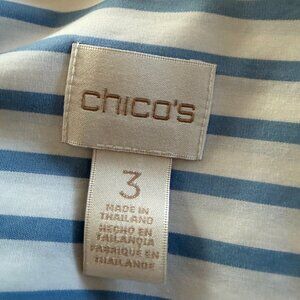 chico's
3
MADE IN
THAILAND
HECHO EN
TAILANDIA
FABRIQUE EN
THAILANDE